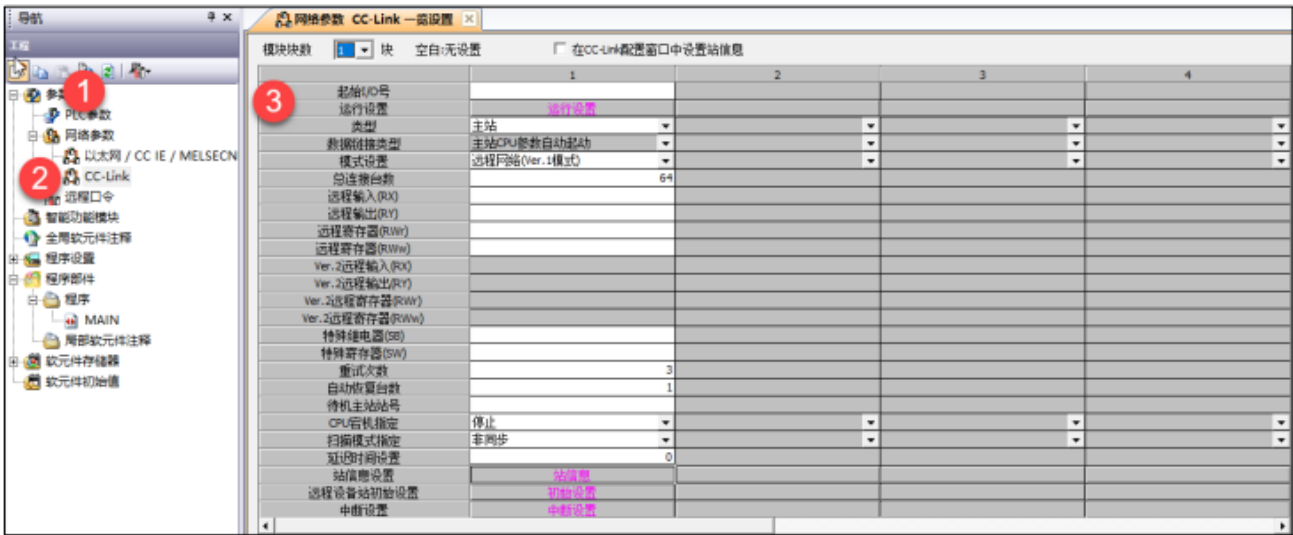 导航
网络参数 CC-Link 一览设置
工程
模块块数 1 块 空白:无设置 在CC-Link配置窗口中设置站信息
1
PLC参数
网络参数
以太网 / CC IE / MELSECN
2
CC-Link
远程口令
智能功能模块
全局软元件注释
程序设置
程序部件
程序
MAIN
局部软元件注释
软元件存储器
软元件初始值
3
1 2 3 4
起始I/O号
运行设置 运行设置
类型 主站
数据链接类型 主站CPU参数自动起动
模式设置 远程网络(Ver.1模式)
总连接台数 64
远程输入(RX)
远程输出(RY)
远程寄存器(RWr)
远程寄存器(RWw)
Ver.2远程输入(RX)
Ver.2远程输出(RY)
Ver.2远程寄存器(RWr)
Ver.2远程寄存器(RWw)
特殊继电器(SB)
特殊寄存器(SW)
重试次数 3
自动恢复台数 1
待机主站站号
CPU宕机指定 停止
扫描模式指定 非同步
延迟时间设置 0
站信息设置 站信息
远程设备站初始设置 初始设置
中断设置 中断设置